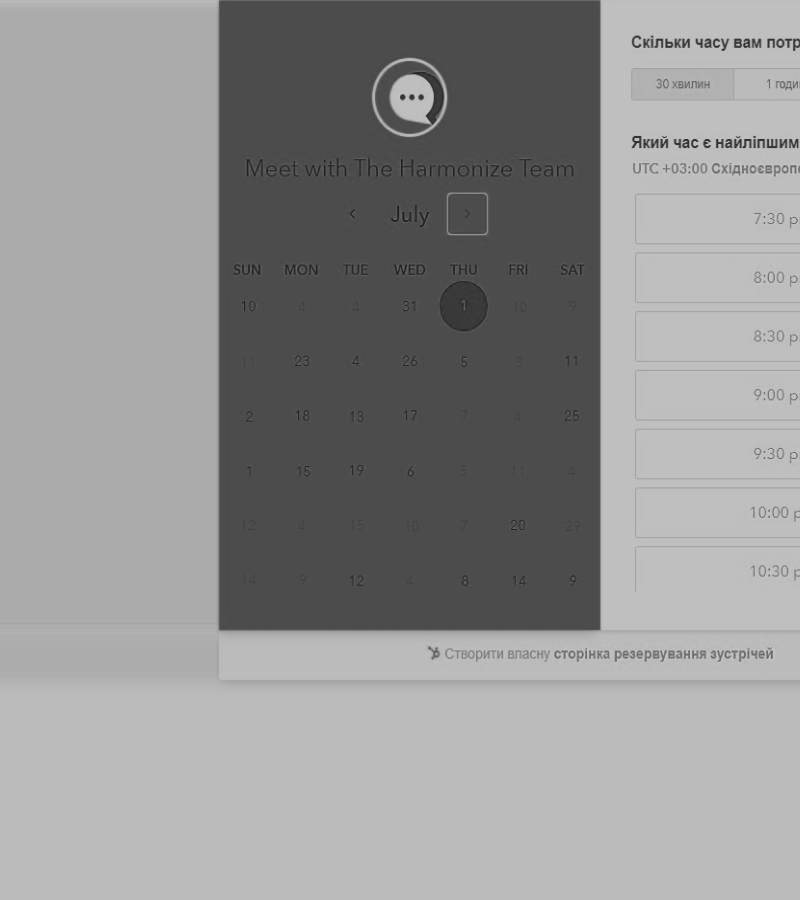 Meet with The Harmonize Team
July
SUN MON TUE WED THU FRI SAT
10 4 4 31 1 10 9
11 23 4 26 5 3 11
2 18 13 17 7 4 25
1 15 19 6 5 11 4
12 4 15 10 7 20 29
14 9 12 4 8 14 9
Скільки часу вам потр
30 хвилин 1 годи
Який час є найліпшим
UTC +03:00 Східноєвропе
7:30 p
8:00 p
8:30 p
9:00 p
9:30 p
10:00 p
10:30 p
Створити власну сторінка резервування зустрічей